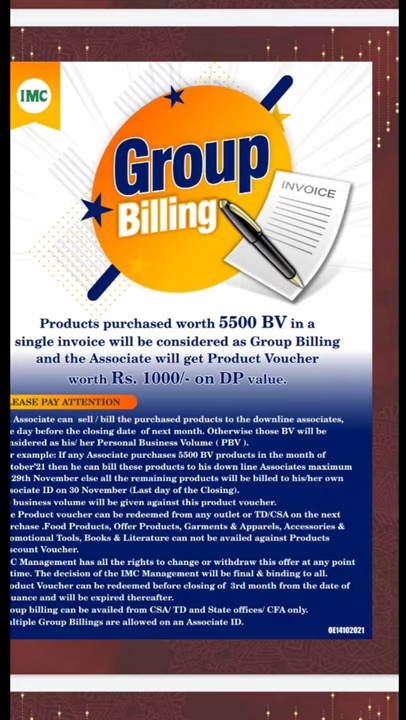 IMC
Group
Billing
INVOICE
Products purchased worth 5500 BV in a
single invoice will be considered as Group Billing
and the Associate will get Product Voucher
worth Rs. 1000/- on DP value.
LEASE PAY ATTENTION
Associate can sell / bill the purchased products to the downline associates,
e day before the closing date of next month. Otherwise those BV will be
nsidered as his/ her Personal Business Volume ( PBV ).
r example: If any Associate purchases 5500 BV products in the month of
tober'21 then he can bill these products to his down line Associates maximum
29th November else all the remaining products will be billed to his/her own
sociate ID on 30 November (Last day of the Closing).
business volume will be given against this product voucher.
e Product voucher can be redeemed from any outlet or TD/CSA on the next
rchase .Food Products, Offer Products, Garments & Apparels, Accessories &
omotional Tools, Books & Literature can not be availed against Products
scount Voucher.
C Management has all the rights to change or withdraw this offer at any point
time. The decision of the IMC Management will be final & binding to all.
oduct Voucher can be redeemed before closing of 3rd month from the date of
uance and will be expired thereafter.
oup billing can be availed from CSA/ TD and State offices/ CFA only.
ultiple Group Billings are allowed on an Associate ID.
OE14102021